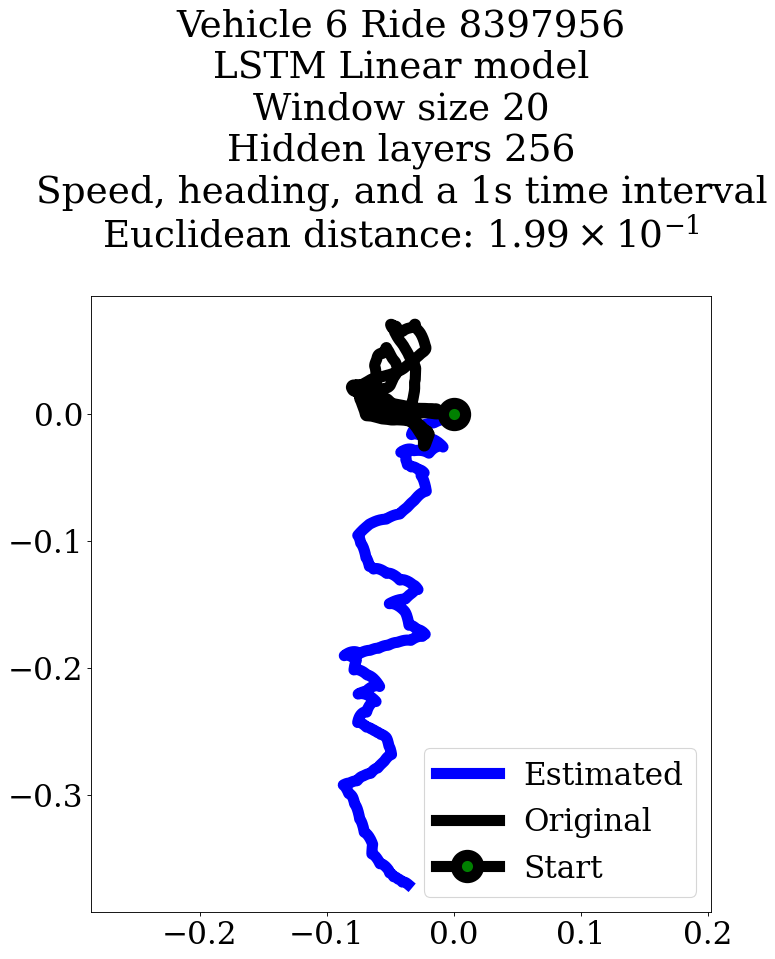 Vehicle 6 Ride 8397956
LSTM Linear model
Window size 20
Hidden layers 256
Speed, heading, and a 1s time interval
Euclidean distance: 1.99 × 10⁻¹
0.0
−0.1
−0.2
−0.3
Estimated
Original
Start
−0.2 −0.1 0.0 0.1 0.2